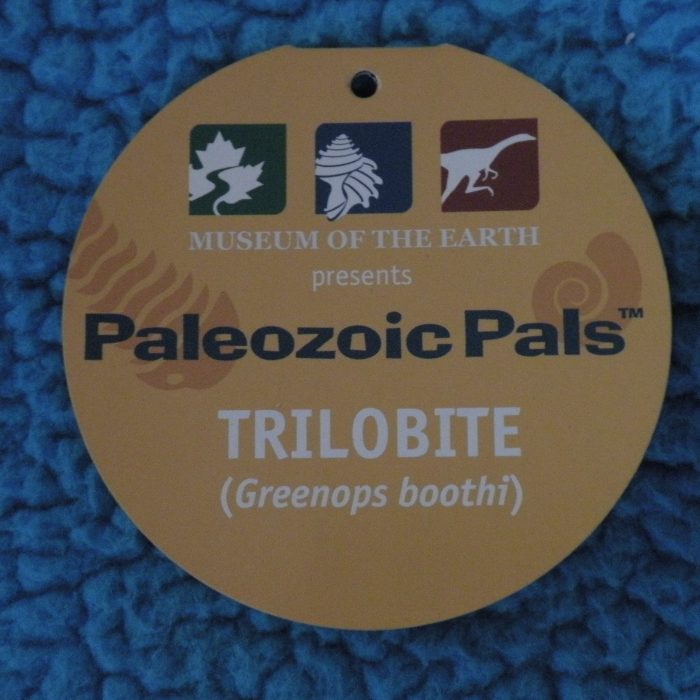 MUSEUM OF THE EARTH
presents
Paleozoic Pals™
TRILOBITE
(Greenops boothi)